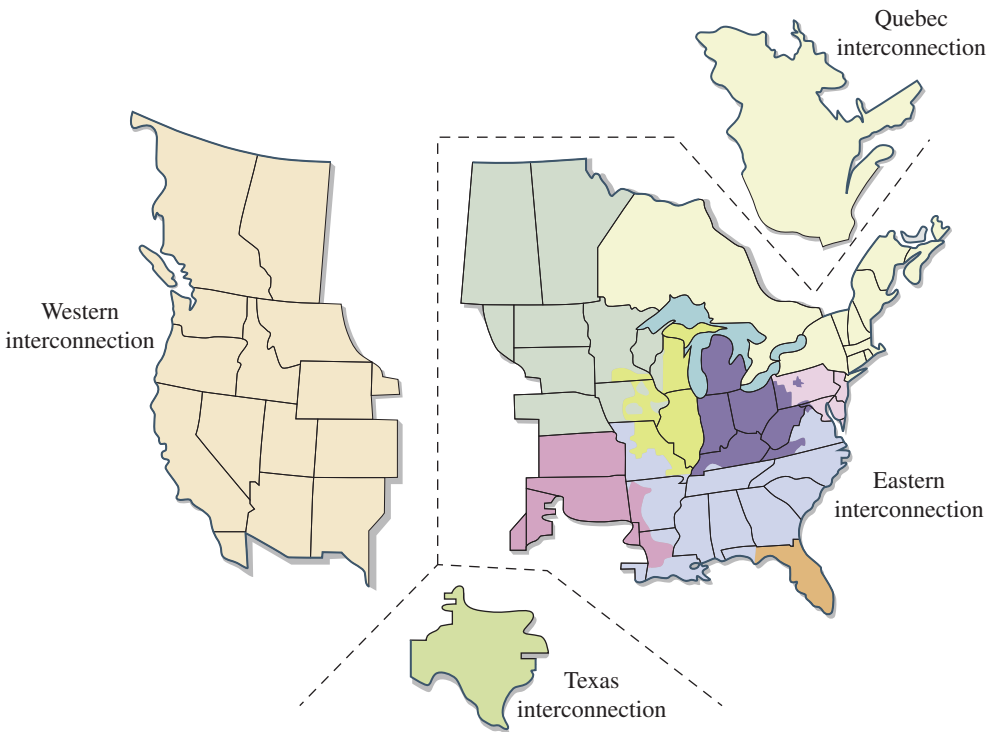 Quebec
interconnection
Western
interconnection
Eastern
interconnection
Texas
interconnection